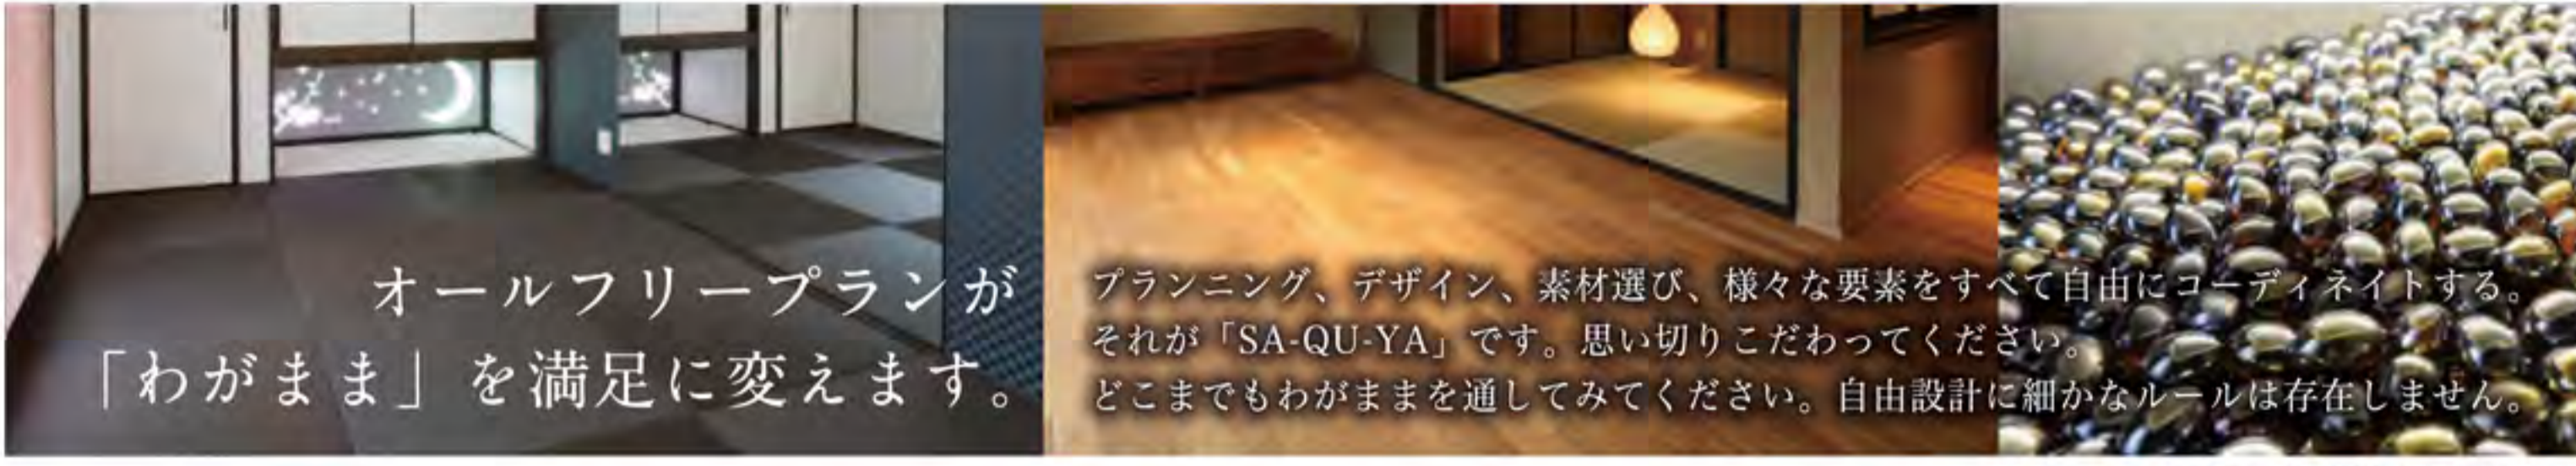 オールフリープランが
「わがまま」を満足に変えます。
プランニング、デザイン、素材選び、様々な要素をすべて自由にコーディネイトする。
それが「SA-QU-YA」です。思い切りこだわってください。
どこまでもわがままを通してみてください。自由設計に細かなルールは存在しません。